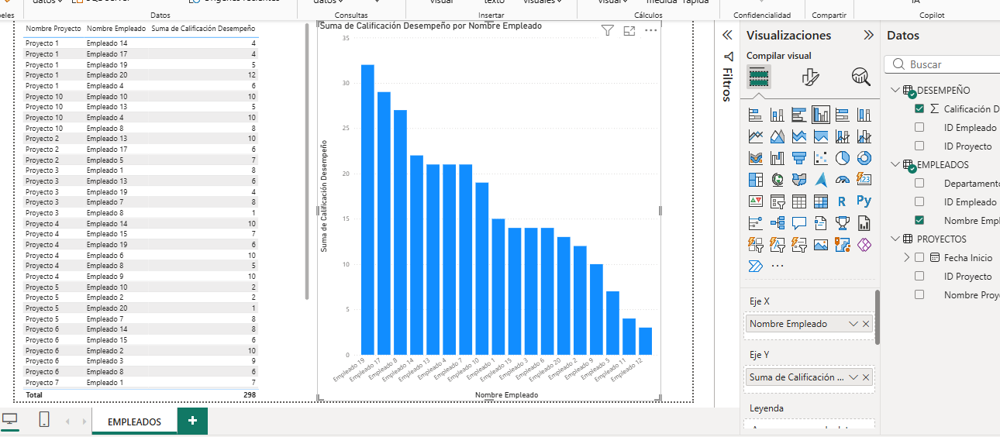 Datos
Consultas
Insertar
Cálculos
Confidencialidad
Compartir
Copilot
Nombre Proyecto Nombre Empleado Suma de Calificación Desempeño
Proyecto 1 Empleado 14 4
Proyecto 1 Empleado 17 4
Proyecto 1 Empleado 19 5
Proyecto 1 Empleado 20 12
Proyecto 1 Empleado 4 6
Proyecto 10 Empleado 10 10
Proyecto 10 Empleado 13 5
Proyecto 10 Empleado 4 10
Proyecto 10 Empleado 8 8
Proyecto 2 Empleado 13 10
Proyecto 2 Empleado 17 6
Proyecto 2 Empleado 5 7
Proyecto 3 Empleado 1 8
Proyecto 3 Empleado 13 6
Proyecto 3 Empleado 19 4
Proyecto 3 Empleado 7 8
Proyecto 3 Empleado 8 1
Proyecto 4 Empleado 14 10
Proyecto 4 Empleado 15 7
Proyecto 4 Empleado 19 6
Proyecto 4 Empleado 6 10
Proyecto 4 Empleado 8 5
Proyecto 4 Empleado 9 10
Proyecto 5 Empleado 10 2
Proyecto 5 Empleado 2 2
Proyecto 5 Empleado 20 1
Proyecto 5 Empleado 7 8
Proyecto 6 Empleado 14 8
Proyecto 6 Empleado 15 6
Proyecto 6 Empleado 2 10
Proyecto 6 Empleado 3 9
Proyecto 6 Empleado 8 6
Proyecto 7 Empleado 1 7
Total 298
Suma de Calificación Desempeño por Nombre Empleado
Suma de Calificación Desempeño
35
30
25
20
15
10
5
0
Empleado 19
Empleado 17
Empleado 8
Empleado 14
Empleado 13
Empleado 4
Empleado 7
Empleado 10
Empleado 1
Empleado 15
Empleado 3
Empleado 6
Empleado 20
Empleado 2
Empleado 9
Empleado 5
Empleado 11
Empleado 12
Nombre Empleado
Filtros
Visualizaciones
Compilar visual
123
R Py
Eje X
Nombre Empleado
Eje Y
Suma de Calificación ...
Leyenda
Datos
Buscar
DESEMPEÑO
Calificación D
ID Empleado
ID Proyecto
EMPLEADOS
Departamento
ID Empleado
Nombre Empl
PROYECTOS
Fecha Inicio
ID Proyecto
Nombre Proy
EMPLEADOS
+